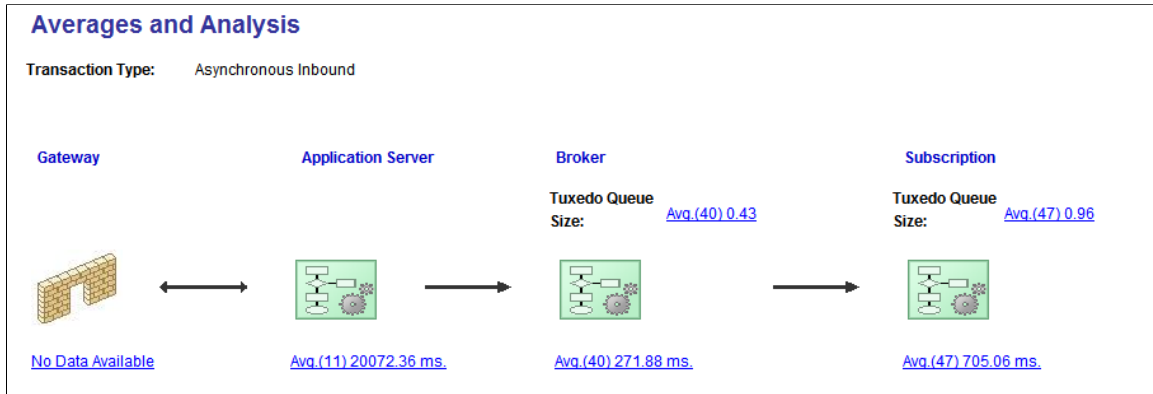 Averages and Analysis
Transaction Type: Asynchronous Inbound
Gateway Application Server Broker Subscription
Tuxedo Queue Size: Avg.(40) 0.43
Tuxedo Queue Size: Avg.(47) 0.96
No Data Available Avg.(11) 20072.36 ms. Avg.(40) 271.88 ms. Avg.(47) 705.06 ms.